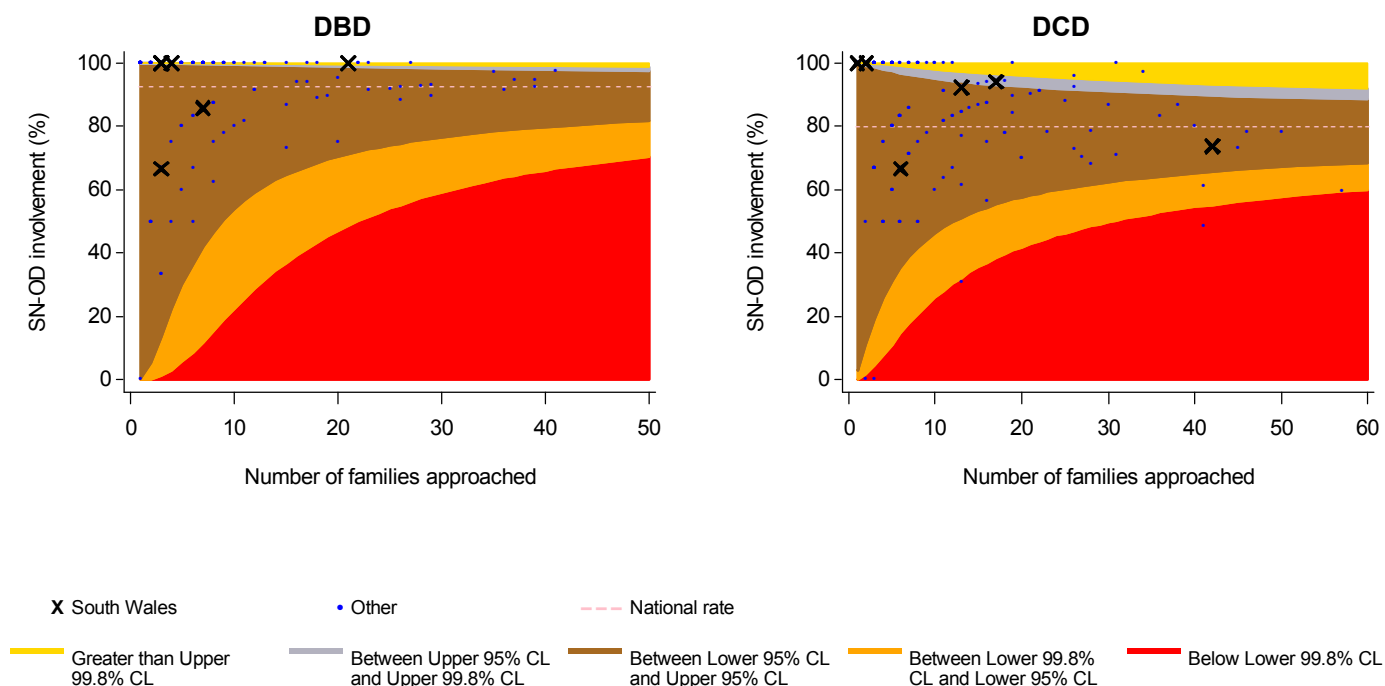 DBD
DCD
SN-OD involvement (%)
100
80
60
40
20
0
0 10 20 30 40 50
Number of families approached
SN-OD involvement (%)
100
80
60
40
20
0
0 10 20 30 40 50 60
Number of families approached
X South Wales
Other
National rate
Greater than Upper
99.8% CL
Between Upper 95% CL
and Upper 99.8% CL
Between Lower 95%
and Upper 95% CL
Between Lower 99.8%
CL and Lower 95% CL
Below Lower 99.8% CL